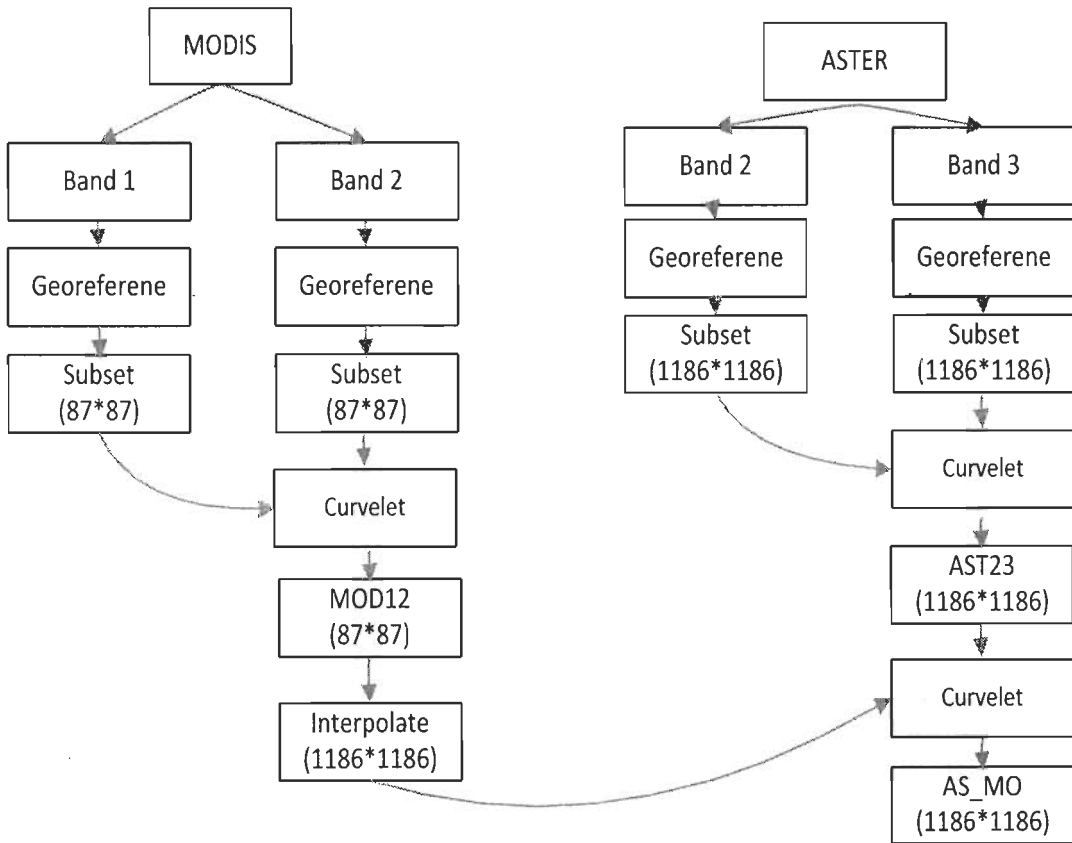 MODIS
ASTER
Band 1
Band 2
Band 2
Band 3
Georeferene
Georeferene
Georeferene
Georeferene
Subset
(87*87)
Subset
(87*87)
Subset
(1186*1186)
Subset
(1186*1186)
Curvelet
Curvelet
MOD12
(87*87)
AST23
(1186*1186)
Interpolate
(1186*1186)
Curvelet
AS_MO
(1186*1186)